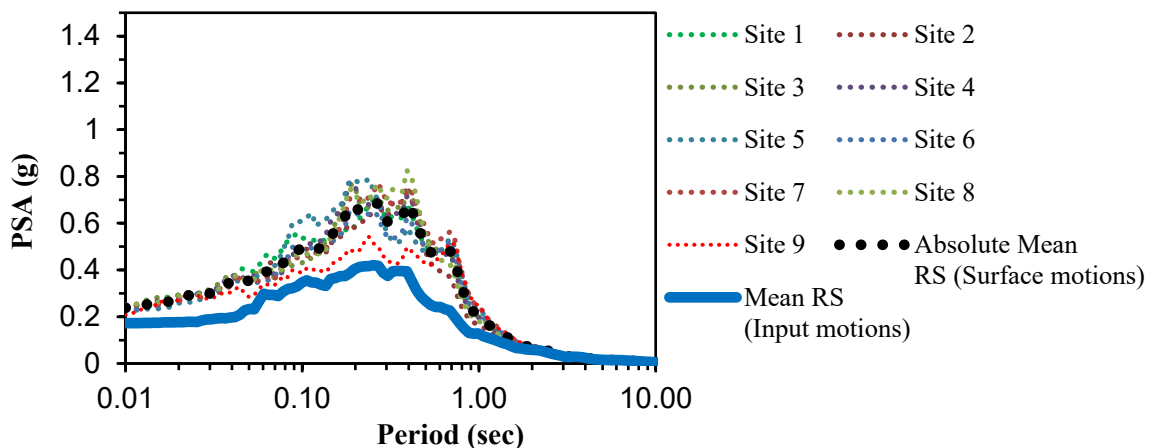 1.4
1.2
1
0.8
0.6
0.4
0.2
0
PSA (g)
0.01
0.10
1.00
10.00
Period (sec)
Site 1
Site 2
Site 3
Site 4
Site 5
Site 6
Site 7
Site 8
Site 9
Absolute Mean
RS (Surface motions)
Mean RS
(Input motions)